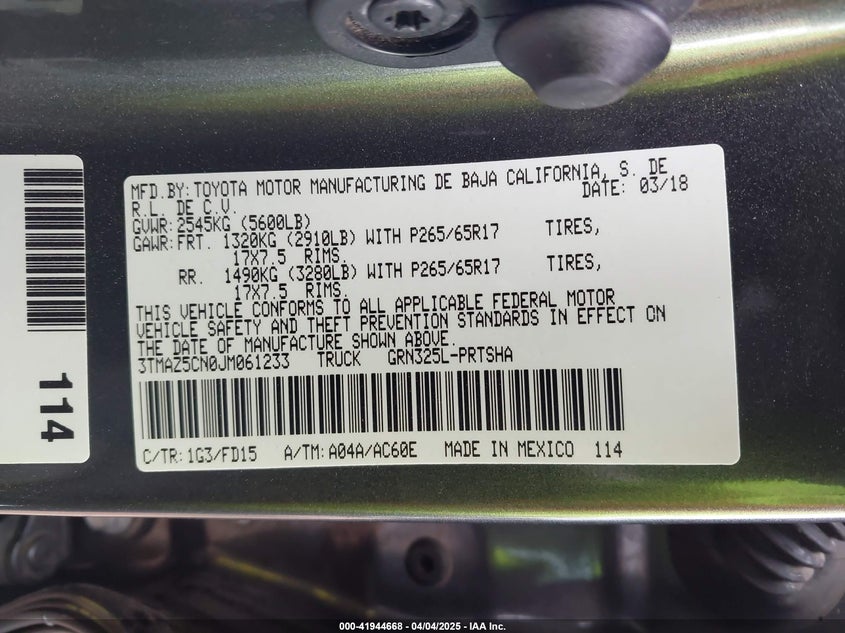 MFD.BY:TOYOTA MOTOR MANUFACTURING DE BAJA CALIFORNIA, S. DE
R.L. DE C.V. DATE: 03/18
GVWR:2545KG (5600LB)
GAWR:FRT. 1320KG (2910LB) WITH P265/65R17 TIRES,
17X7.5 RIMS.
RR. 1490KG (3280LB) WITH P265/65R17 TIRES,
17X7.5 RIMS.
THIS VEHICLE CONFORMS TO ALL APPLICABLE FEDERAL MOTOR
VEHICLE SAFETY AND THEFT PREVENTION STANDARDS IN EFFECT ON
THE DATE OF MANUFACTURE SHOWN ABOVE.
3TMAZ5CN0JM061233 TRUCK GRN325L-PRTSHA
C/TR:1G3/FD15 A/TM:A04A/AC60E MADE IN MEXICO 114
114
000-41944668 - 04/04/2025 - IAA Inc.